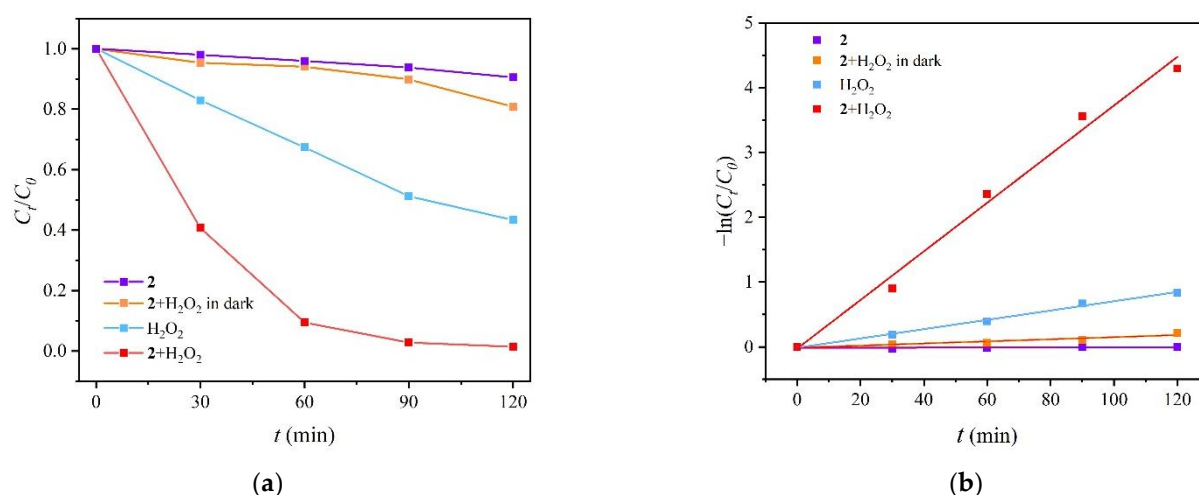 1.0
0.8
0.6
0.4
0.2
0.0
Cₜ/C₀
2
2+H₂O₂ in dark
H₂O₂
2+H₂O₂
0 30 60 90 120
t (min)
(a)
5
4
3
2
1
0
−ln(Cₜ/C₀)
2
2+H₂O₂ in dark
H₂O₂
2+H₂O₂
0 20 40 60 80 100 120
t (min)
(b)